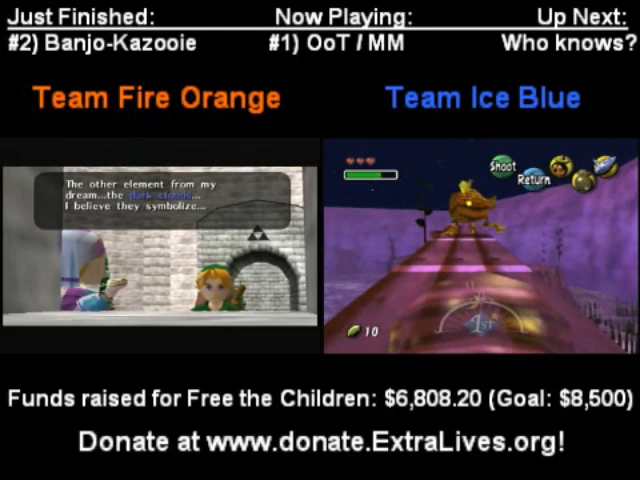 Just Finished: Now Playing: Up Next:
#2) Banjo-Kazooie #1) OoT / MM Who knows?
Team Fire Orange Team Ice Blue
The other element from my
dream...the dark clouds...
I believe they symbolize...
Shoot
Return
10
1ST
Funds raised for Free the Children: $6,808.20 (Goal: $8,500)
Donate at www.donate.ExtraLives.org!